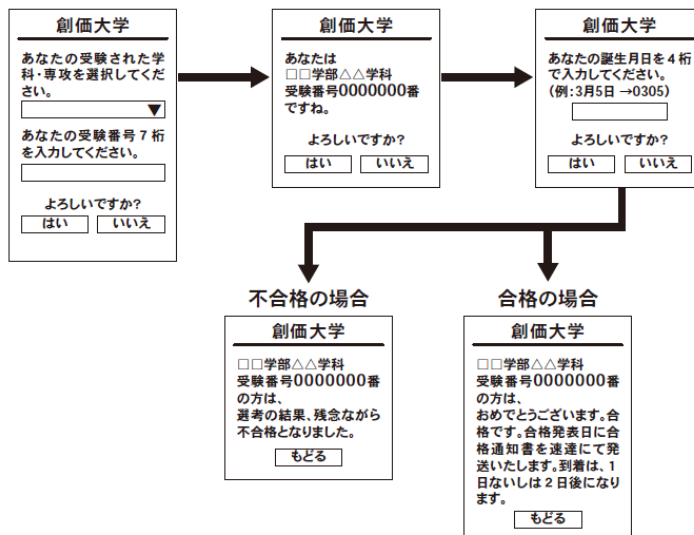 創価大学
あなたの受験された学
科・専攻を選択してくだ
さい。
▼
あなたの受験番号7桁
を入力してください。
よろしいですか?
はい いいえ
創価大学
あなたは
□□学部△△学科
受験番号0000000番
ですね。
よろしいですか?
はい いいえ
創価大学
あなたの誕生月日を4桁
で入力してください。
(例:3月5日 →0305)
よろしいですか?
はい いいえ
不合格の場合
創価大学
□□学部△△学科
受験番号0000000番
の方は、
選考の結果、残念ながら
不合格となりました。
もどる
合格の場合
創価大学
□□学部△△学科
受験番号0000000番
の方は、
おめでとうございます。合
格です。合格発表日に合
格通知書を速達にて発
送いたします。到着は、1
日ないしは2日後になり
ます。
もどる